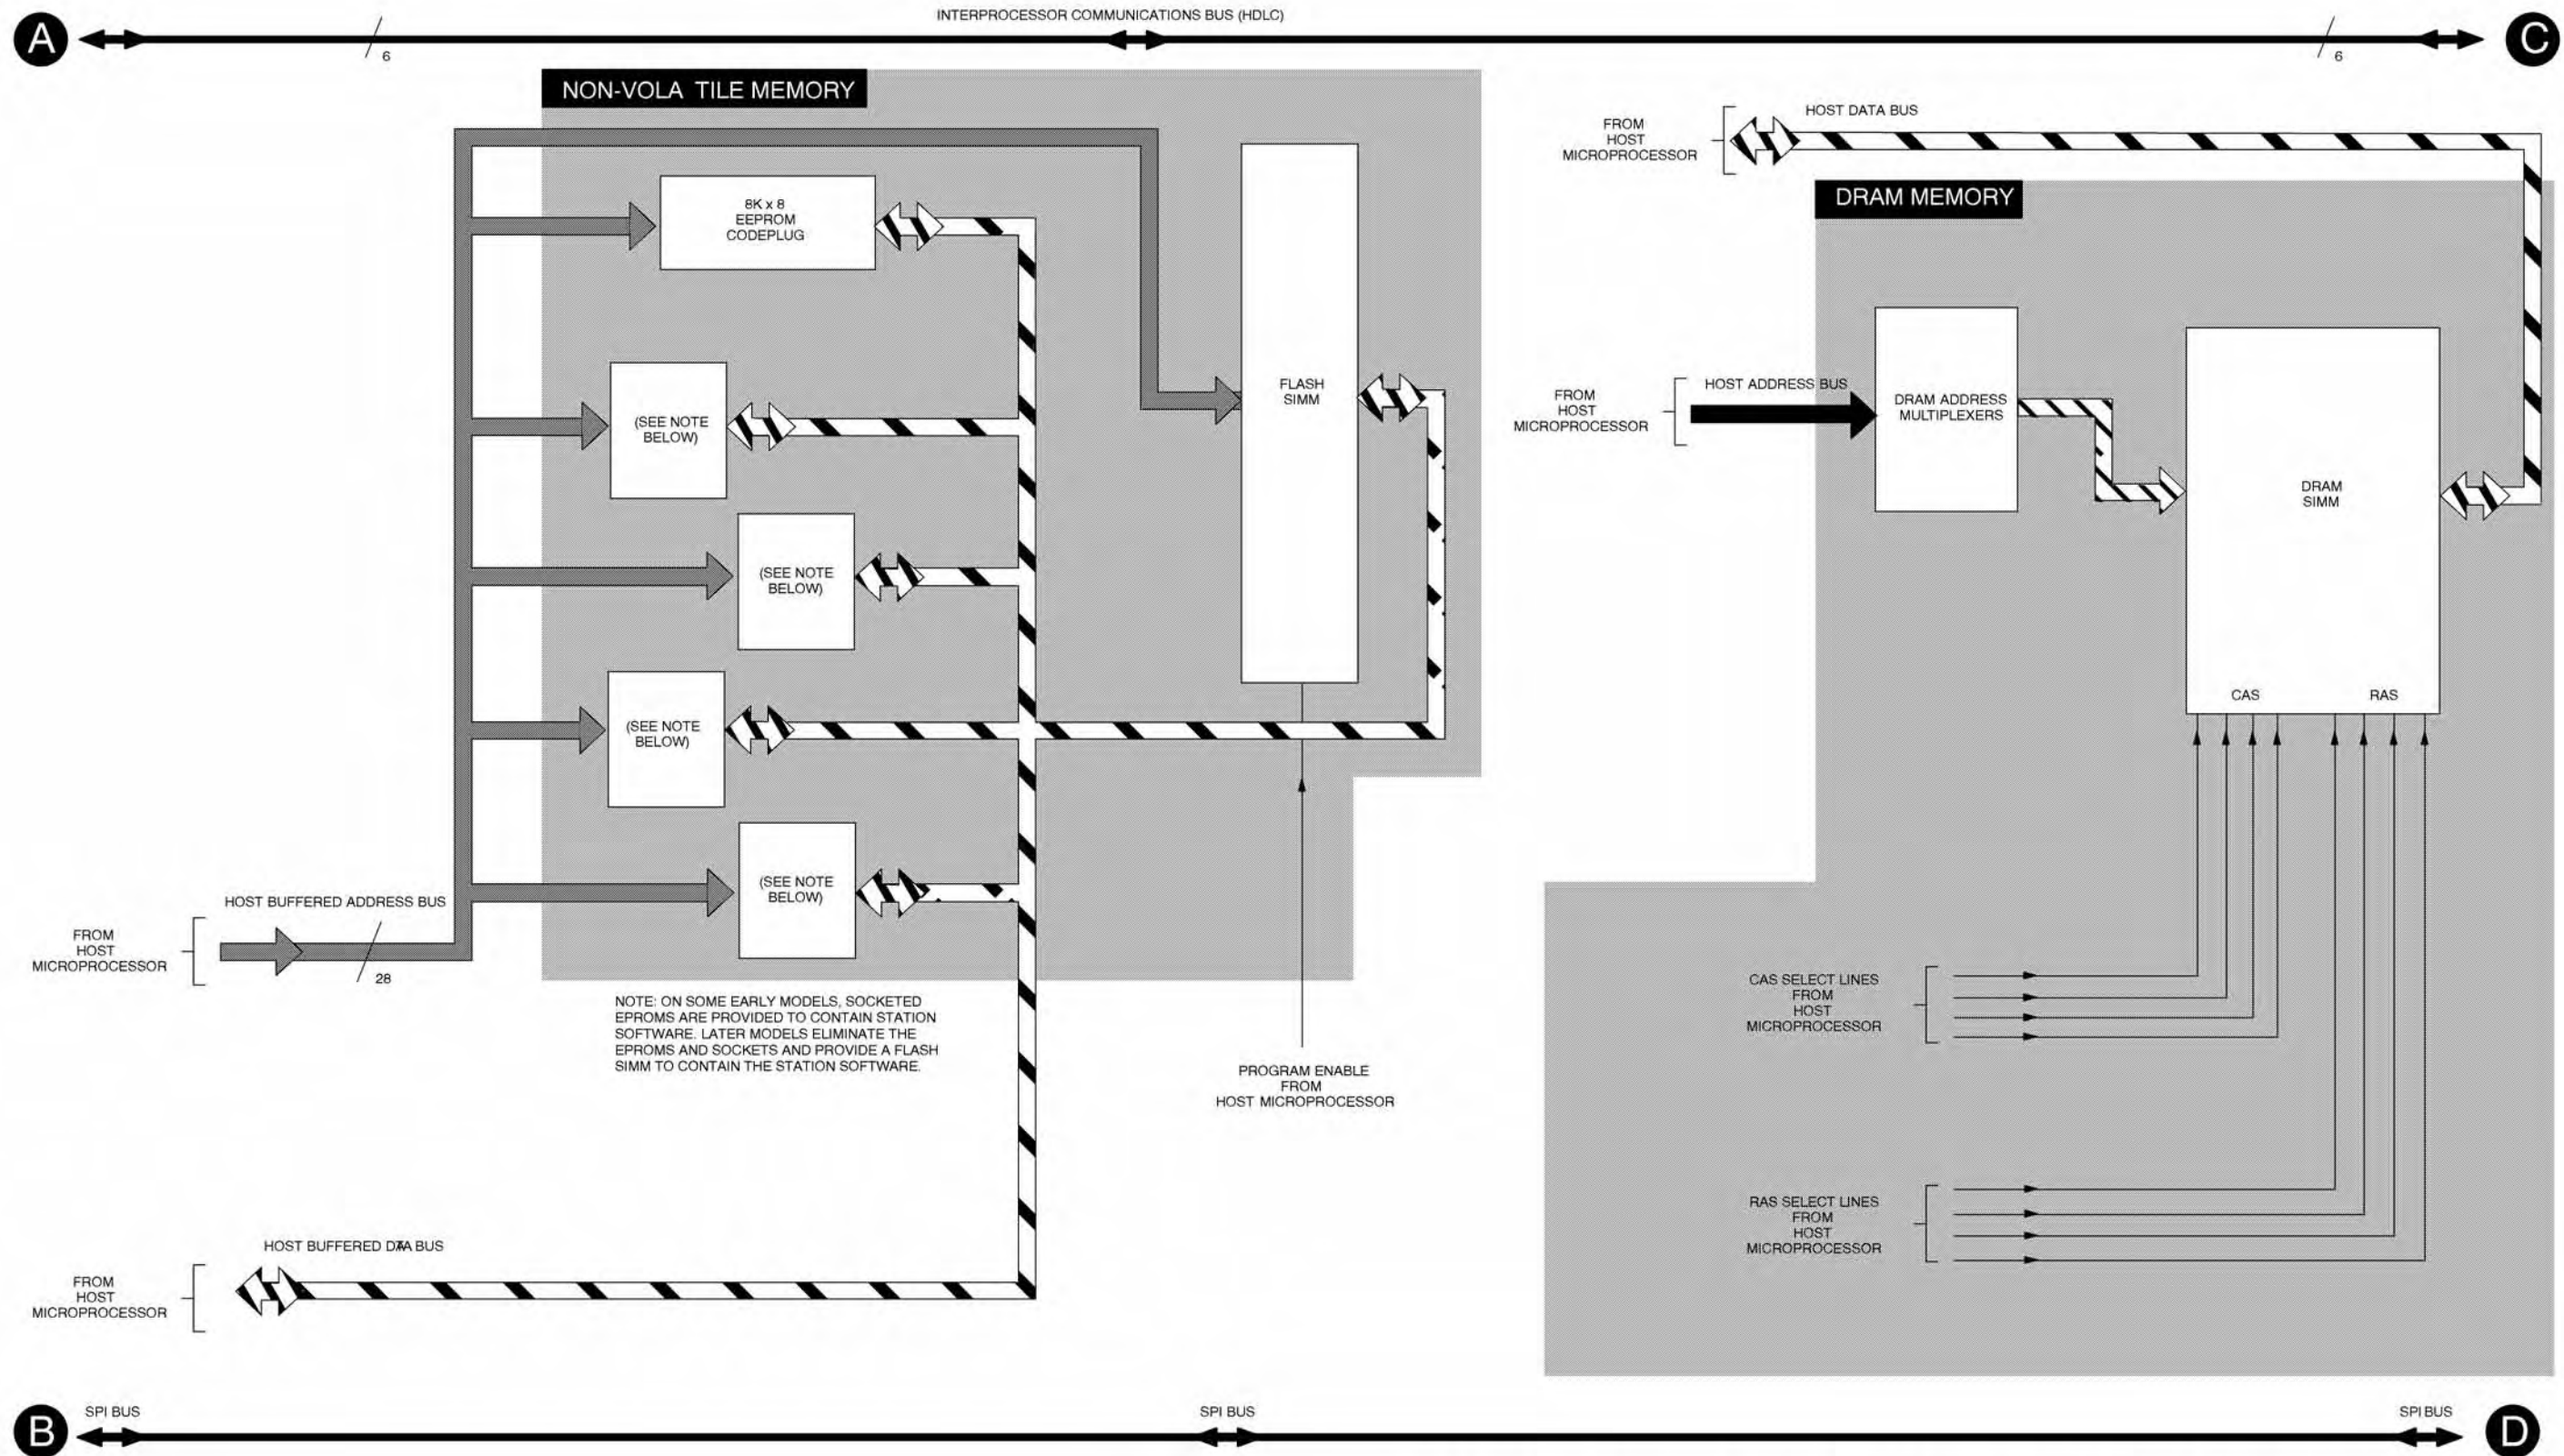 INTERPROCESSOR COMMUNICATIONS BUS (HDLC)
A
C
6
6
NON-VOLA TILE MEMORY
8K x 8
EEPROM
CODEPLUG
(SEE NOTE
BELOW)
(SEE NOTE
BELOW)
(SEE NOTE
BELOW)
(SEE NOTE
BELOW)
FLASH
SIMM
HOST BUFFERED ADDRESS BUS
FROM
HOST
MICROPROCESSOR
28
NOTE: ON SOME EARLY MODELS, SOCKETED
EPROMS ARE PROVIDED TO CONTAIN STATION
SOFTWARE. LATER MODELS ELIMINATE THE
EPROMS AND SOCKETS AND PROVIDE A FLASH
SIMM TO CONTAIN THE STATION SOFTWARE.
PROGRAM ENABLE
FROM
HOST MICROPROCESSOR
HOST BUFFERED DATA BUS
FROM
HOST
MICROPROCESSOR
HOST DATA BUS
FROM
HOST
MICROPROCESSOR
DRAM MEMORY
HOST ADDRESS BUS
FROM
HOST
MICROPROCESSOR
DRAM ADDRESS
MULTIPLEXERS
DRAM
SIMM
CAS
RAS
CAS SELECT LINES
FROM
HOST
MICROPROCESSOR
RAS SELECT LINES
FROM
HOST
MICROPROCESSOR
B
SPI BUS
SPI BUS
SPI BUS
D